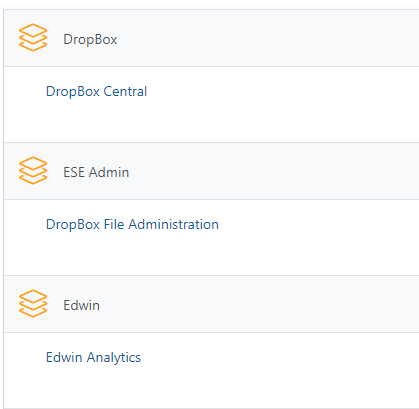 DropBox
DropBox Central
ESE Admin
DropBox File Administration
Edwin
Edwin Analytics